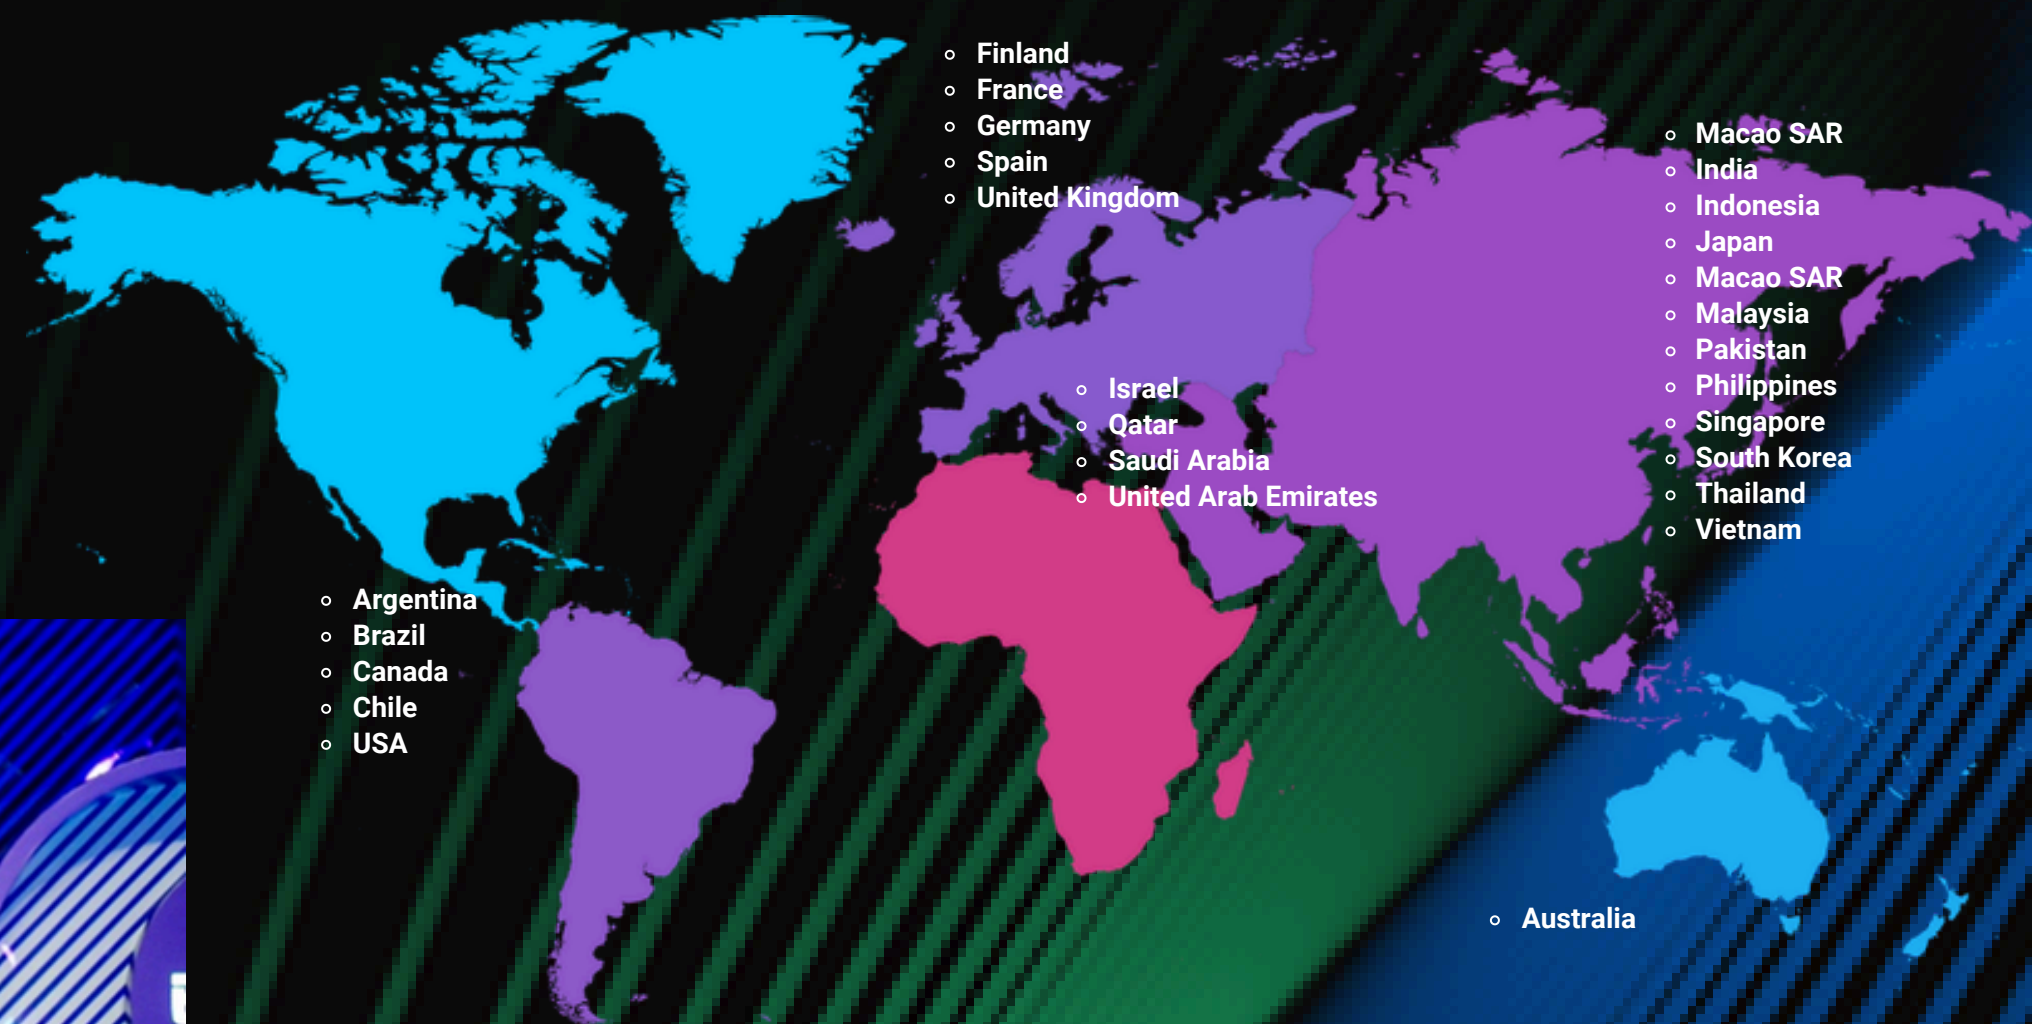 Finland
France
Germany
Spain
United Kingdom
Macao SAR
India
Indonesia
Japan
Macao SAR
Malaysia
Pakistan
Philippines
Singapore
South Korea
Thailand
Vietnam
Israel
Qatar
Saudi Arabia
United Arab Emirates
Argentina
Brazil
Canada
Chile
USA
Australia